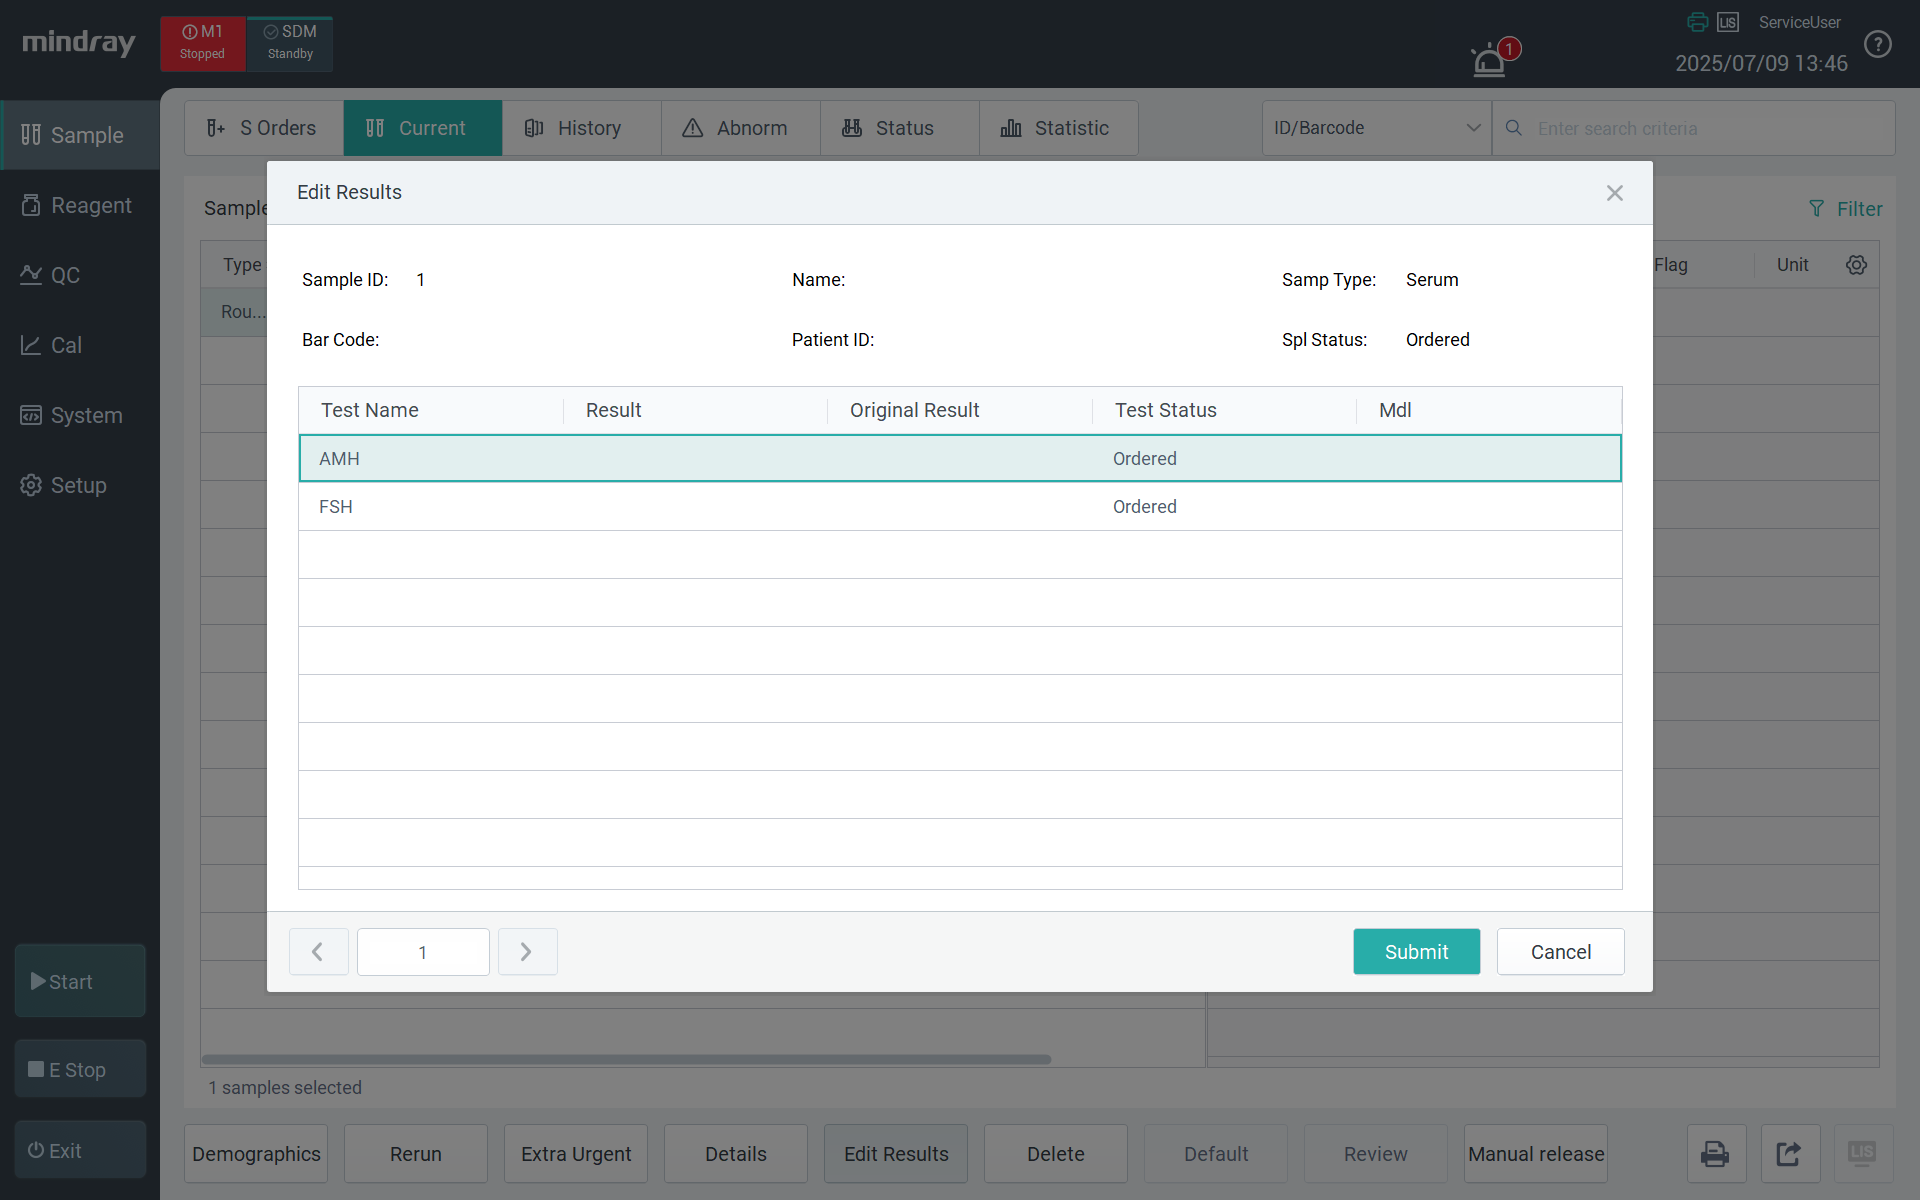 mindray
M1
Stopped
SDM
Standby
1
LIS
ServiceUser
2025/07/09 13:46
?
Sample
Reagent
QC
Cal
System
Setup
Start
E Stop
Exit
S Orders
Current
History
Abnorm
Status
Statistic
ID/Barcode
Enter search criteria
Sample
Filter
Type
Flag
Unit
Rou...
Edit Results
Sample ID: 1
Name:
Samp Type: Serum
Bar Code:
Patient ID:
Spl Status: Ordered
Test Name Result Original Result Test Status Mdl
AMH Ordered
FSH Ordered
1
Submit
Cancel
1 samples selected
Demographics
Rerun
Extra Urgent
Details
Edit Results
Delete
Default
Review
Manual release
LIS